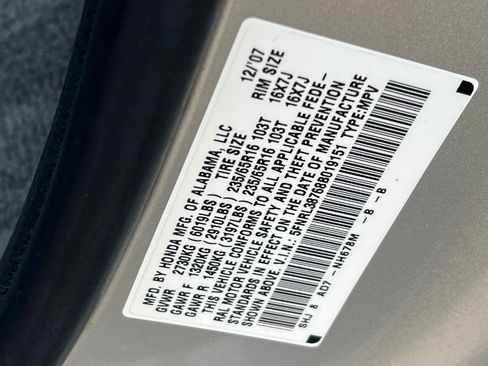 MFD. BY HONDA MFG. OF ALABAMA, LLC 12/'07
GVWR 2730KG (6019LBS) TIRE SIZE RIM SIZE
GAWR F 1320KG (2910LBS) 235/65R16 103T 16X7J
GAWR R 1450KG (3197LBS) 235/65R16 103T 16X7J
THIS VEHICLE CONFORMS TO ALL APPLICABLE FEDE-
RAL MOTOR VEHICLE SAFETY AND THEFT PREVENTION
STANDARDS IN EFFECT ON THE DATE OF MANUFACTURE
SHOWN ABOVE. V.I.N.: 5FNRL38768B019151 TYPE:MPV
SHJ 8 AD7 -NH678M -B -B